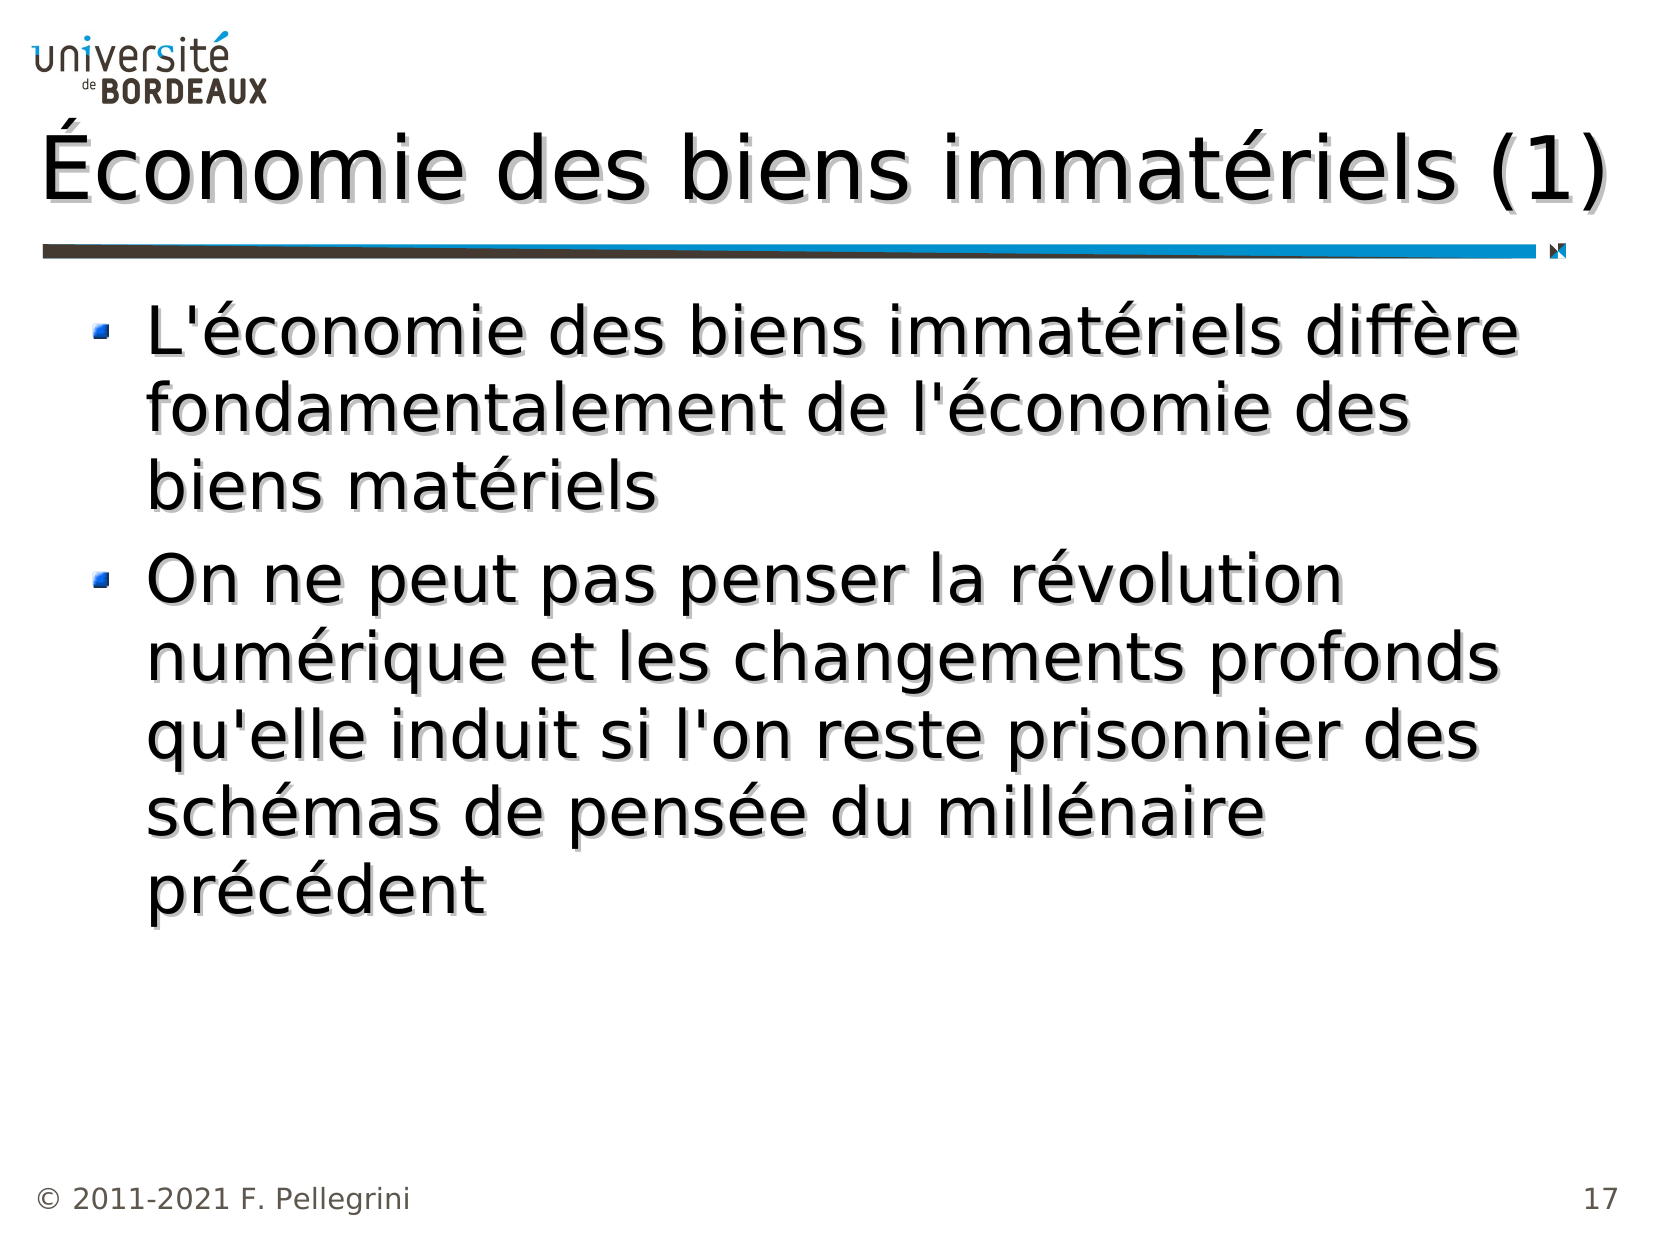 université
de BORDEAUX
Économie des biens immatériels (1)
L'économie des biens immatériels diffère
fondamentalement de l'économie des
biens matériels
On ne peut pas penser la révolution
numérique et les changements profonds
qu'elle induit si l'on reste prisonnier des
schémas de pensée du millénaire
précédent
© 2011-2021 F. Pellegrini
17